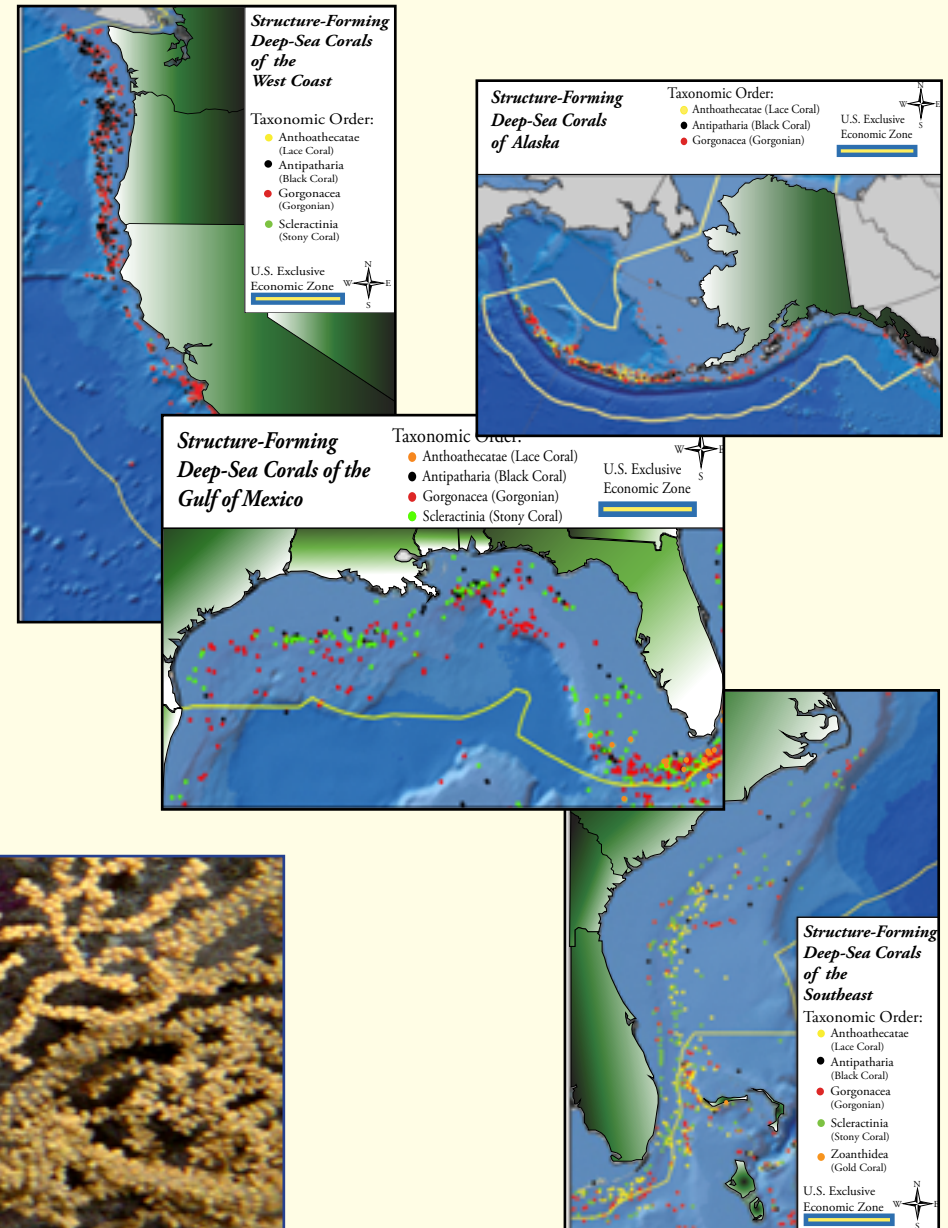 Structure-Forming
Deep-Sea Corals
of the
West Coast
Taxonomic Order:
Anthoathecatae
(Lace Coral)
Antipatharia
(Black Coral)
Gorgonacea
(Gorgonian)
Scleractinia
(Stony Coral)
U.S. Exclusive
Economic Zone
N
W E
S
Structure-Forming
Deep-Sea Corals
of Alaska
Taxonomic Order:
Anthoathecatae (Lace Coral)
Antipatharia (Black Coral)
Gorgonacea (Gorgonian)
U.S. Exclusive
Economic Zone
N
W E
S
Structure-Forming
Deep-Sea Corals of the
Gulf of Mexico
Taxonomic Order:
Anthoathecatae (Lace Coral)
Antipatharia (Black Coral)
Gorgonacea (Gorgonian)
Scleractinia (Stony Coral)
U.S. Exclusive
Economic Zone
W E
S
Structure-Forming
Deep-Sea Corals
of the
Southeast
Taxonomic Order:
Anthoathecatae
(Lace Coral)
Antipatharia
(Black Coral)
Gorgonacea
(Gorgonian)
Scleractinia
(Stony Coral)
Zoanthidea
(Gold Coral)
U.S. Exclusive
Economic Zone
N
W E
S